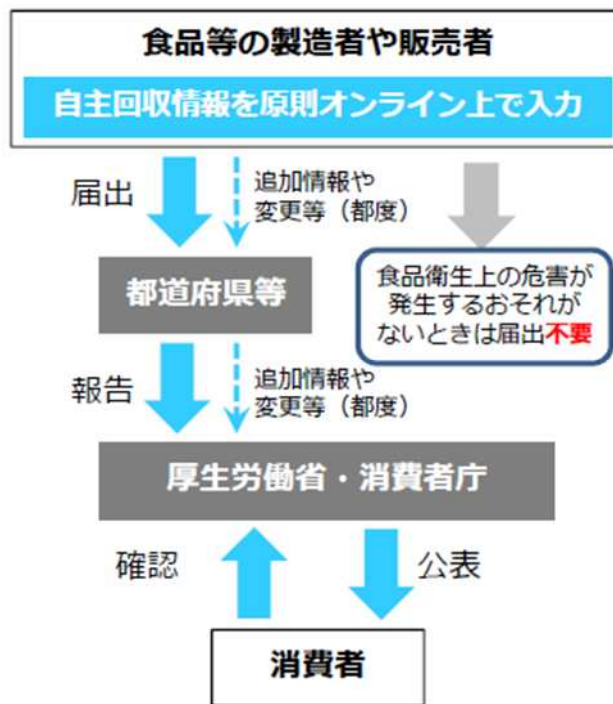 食品等の製造者や販売者
自主回収情報を原則オンライン上で入力
届出
追加情報や
変更等（都度）
都道府県等
食品衛生上の危害が
発生するおそれが
ないときは届出不要
報告
追加情報や
変更等（都度）
厚生労働省・消費者庁
確認
公表
消費者